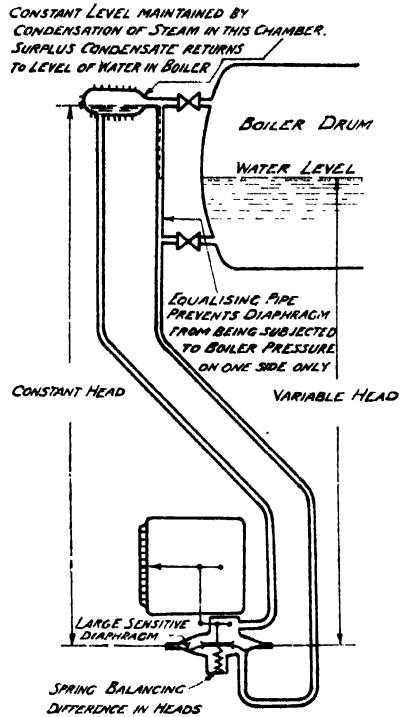 CONSTANT LEVEL MAINTAINED BY
CONDENSATION OF STEAM IN THIS CHAMBER.
SURPLUS CONDENSATE RETURNS
TO LEVEL OF WATER IN BOILER
BOILER DRUM
WATER LEVEL
EQUALISING PIPE
PREVENTS DIAPHRAGM
FROM BEING SUBJECTED
TO BOILER PRESSURE
ON ONE SIDE ONLY
CONSTANT HEAD
VARIABLE HEAD
LARGE SENSITIVE
DIAPHRAGM
SPRING BALANCING
DIFFERENCE IN HEADS